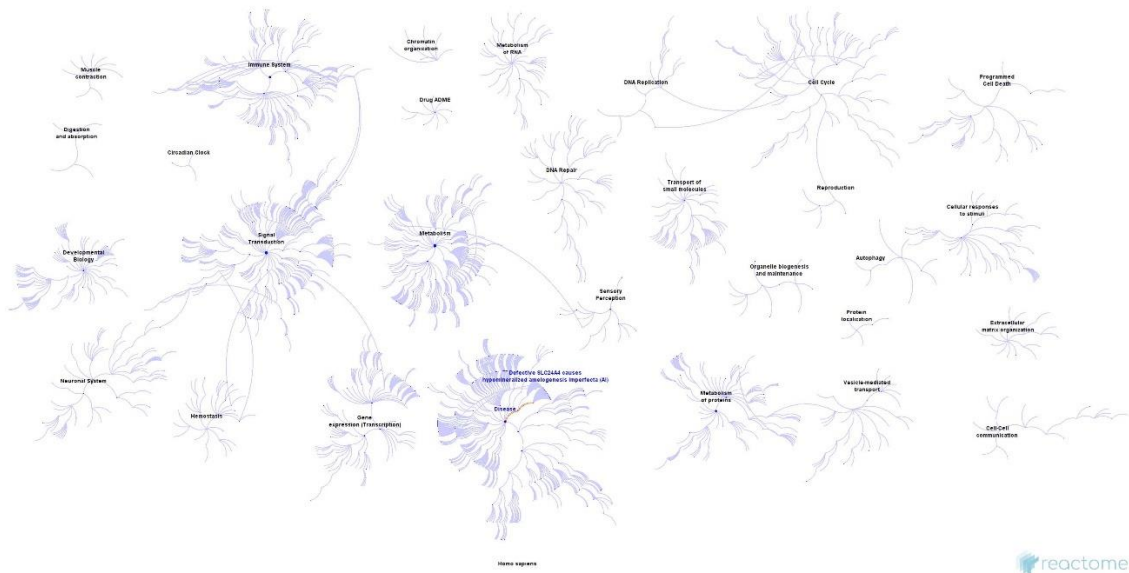 Muscle
contraction
Immune System
Chromatin
organisation
Metabolism
of RNA
DNA Replication
Cell Cycle
Programmed
Cell Death
Drug ADME
Digestion
and absorption
Circadian Clock
DNA Repair
Transport of
small molecules
Reproduction
Cellular responses
to stimuli
Signal
Transduction
Metabolism
Developmental
Biology
Autophagy
Organelle biogenesis
and maintenance
Sensory
Perception
Protein
localization
Extracellular
matrix organization
Defective SLC24A4 causes
hypomineralized amelogenesis imperfecta (AI)
Neuronal System
Disease
Metabolism
of proteins
Vesicle-mediated
transport
Hemostasis
Gene
expression (Transcription)
Cell-Cell
communication
Homo sapiens
reactome